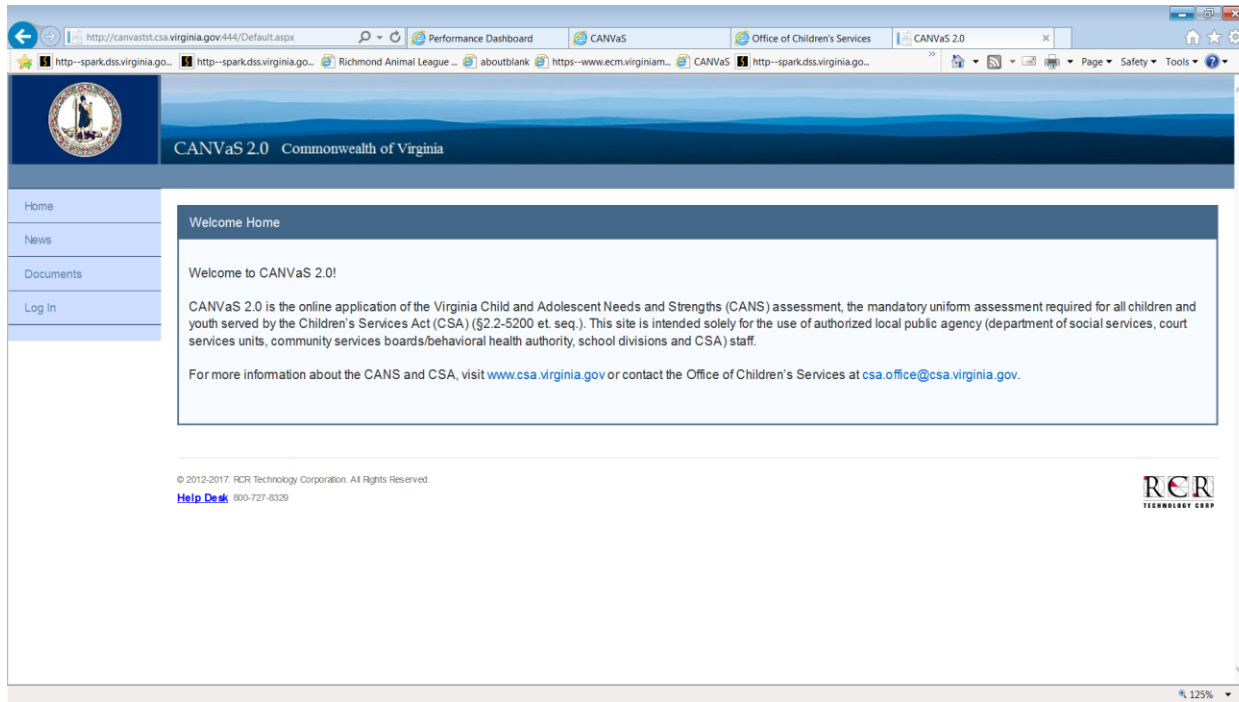 http://canvastst.csa.virginia.gov:444/Default.aspx
Performance Dashboard
CANVaS
Office of Children's Services
CANVaS 2.0
http--spark.dss.virginia.go...
http--spark.dss.virginia.go...
Richmond Animal League ...
aboutblank
https--www.ecm.virginiam...
CANVaS
http--spark.dss.virginia.go...
Page
Safety
Tools
CANVaS 2.0 Commonwealth of Virginia
Home
News
Documents
Log In
Welcome Home
Welcome to CANVaS 2.0!
CANVaS 2.0 is the online application of the Virginia Child and Adolescent Needs and Strengths (CANS) assessment, the mandatory uniform assessment required for all children and
youth served by the Children's Services Act (CSA) (§2.2-5200 et. seq.). This site is intended solely for the use of authorized local public agency (department of social services, court
services units, community services boards/behavioral health authority, school divisions and CSA) staff.
For more information about the CANS and CSA, visit www.csa.virginia.gov or contact the Office of Children's Services at csa.office@csa.virginia.gov.
© 2012-2017. RCR Technology Corporation. All Rights Reserved.
Help Desk 800-727-8329
RCR
TECHNOLOGY CORP
125%